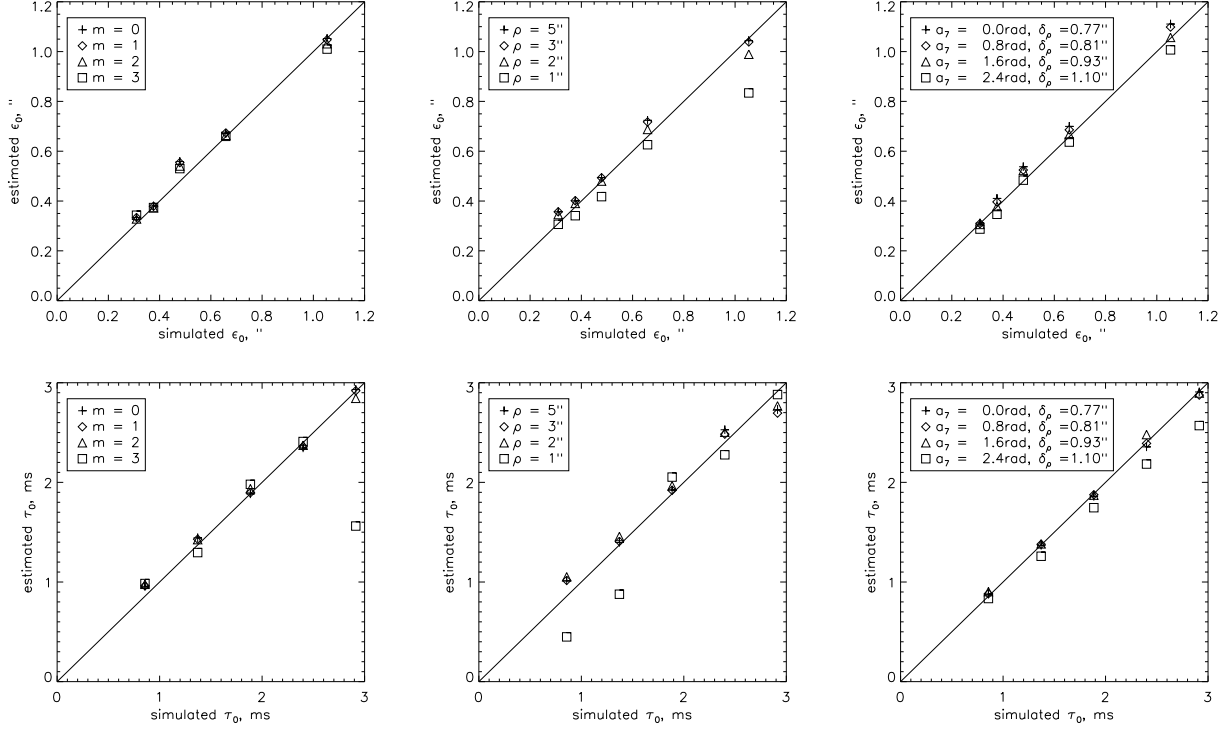 + m = 0
◇ m = 1
△ m = 2
□ m = 3
1.2
1.0
0.8
0.6
0.4
0.2
0.0
estimated ϵ₀, "
0.0 0.2 0.4 0.6 0.8 1.0 1.2
simulated ϵ₀, "
+ ρ = 5"
◇ ρ = 3"
△ ρ = 2"
□ ρ = 1"
1.2
1.0
0.8
0.6
0.4
0.2
0.0
estimated ϵ₀, "
0.0 0.2 0.4 0.6 0.8 1.0 1.2
simulated ϵ₀, "
+ a₇ = 0.0rad, δᵨ =0.77"
◇ a₇ = 0.8rad, δᵨ =0.81"
△ a₇ = 1.6rad, δᵨ =0.93"
□ a₇ = 2.4rad, δᵨ =1.10"
1.2
1.0
0.8
0.6
0.4
0.2
0.0
estimated ϵ₀, "
0.0 0.2 0.4 0.6 0.8 1.0 1.2
simulated ϵ₀, "
+ m = 0
◇ m = 1
△ m = 2
□ m = 3
3
2
1
0
estimated τ₀, ms
0 1 2 3
simulated τ₀, ms
+ ρ = 5"
◇ ρ = 3"
△ ρ = 2"
□ ρ = 1"
3
2
1
0
estimated τ₀, ms
0 1 2 3
simulated τ₀, ms
+ a₇ = 0.0rad, δᵨ =0.77"
◇ a₇ = 0.8rad, δᵨ =0.81"
△ a₇ = 1.6rad, δᵨ =0.93"
□ a₇ = 2.4rad, δᵨ =1.10"
3
2
1
0
estimated τ₀, ms
0 1 2 3
simulated τ₀, ms